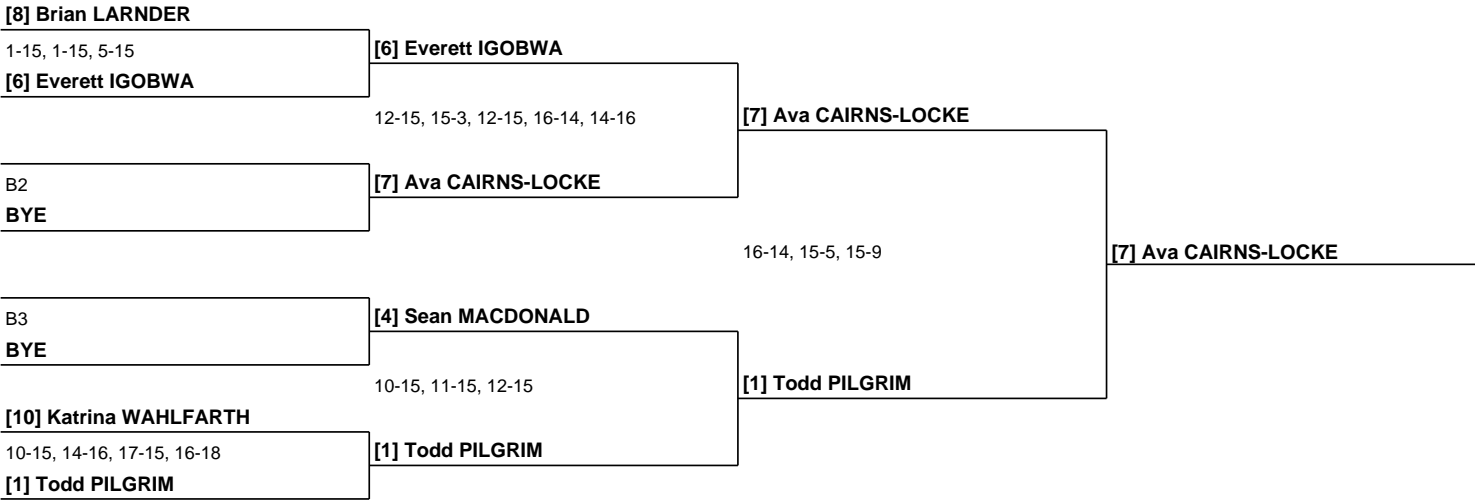 [8] Brian LARNDER
1-15, 1-15, 5-15
[6] Everett IGOBWA
[6] Everett IGOBWA
12-15, 15-3, 12-15, 16-14, 14-16
[7] Ava CAIRNS-LOCKE
B2
BYE
[7] Ava CAIRNS-LOCKE
16-14, 15-5, 15-9
[7] Ava CAIRNS-LOCKE
B3
BYE
[4] Sean MACDONALD
10-15, 11-15, 12-15
[1] Todd PILGRIM
[10] Katrina WAHLFARTH
10-15, 14-16, 17-15, 16-18
[1] Todd PILGRIM
[1] Todd PILGRIM